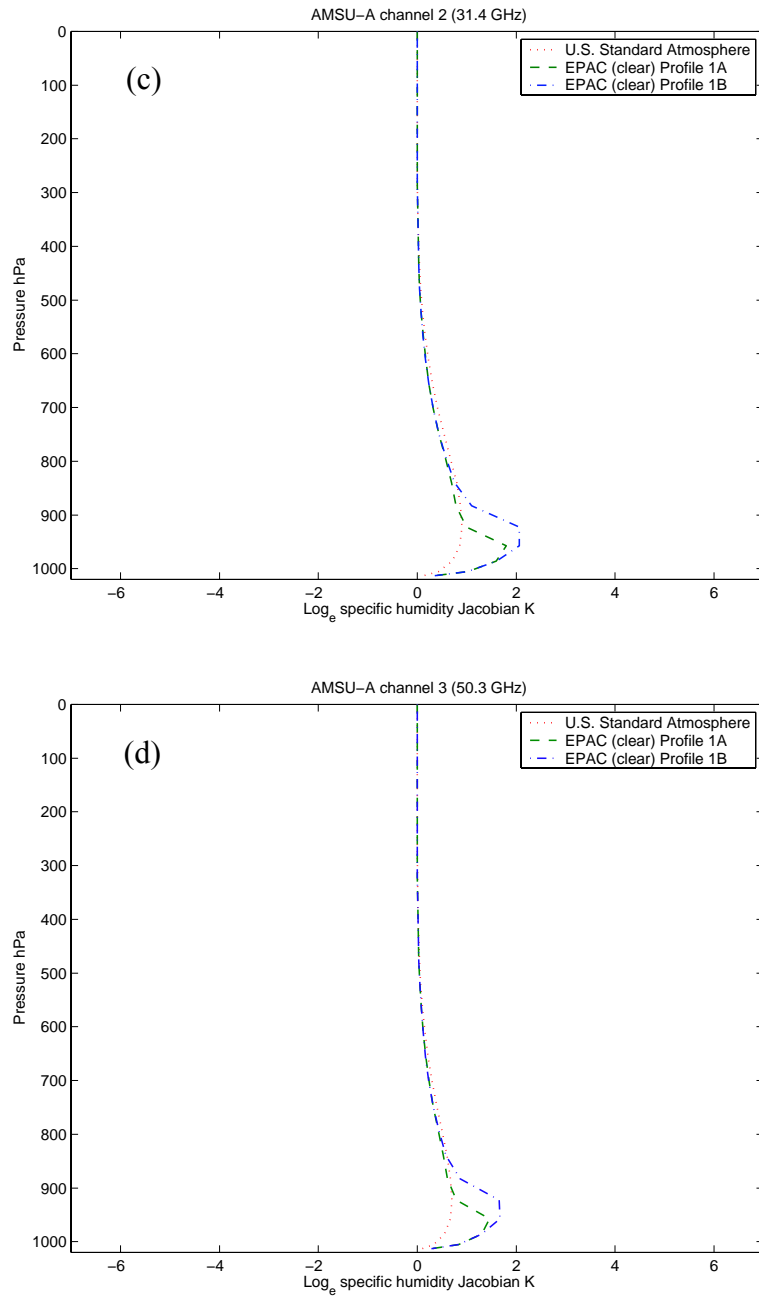 AMSU−A channel 2 (31.4 GHz)
(c)
U.S. Standard Atmosphere
EPAC (clear) Profile 1A
EPAC (clear) Profile 1B
0
100
200
300
400
500
600
700
800
900
1000
Pressure hPa
−6
−4
−2
0
2
4
6
Log_e specific humidity Jacobian K
AMSU−A channel 3 (50.3 GHz)
(d)
U.S. Standard Atmosphere
EPAC (clear) Profile 1A
EPAC (clear) Profile 1B
0
100
200
300
400
500
600
700
800
900
1000
Pressure hPa
−6
−4
−2
0
2
4
6
Log_e specific humidity Jacobian K